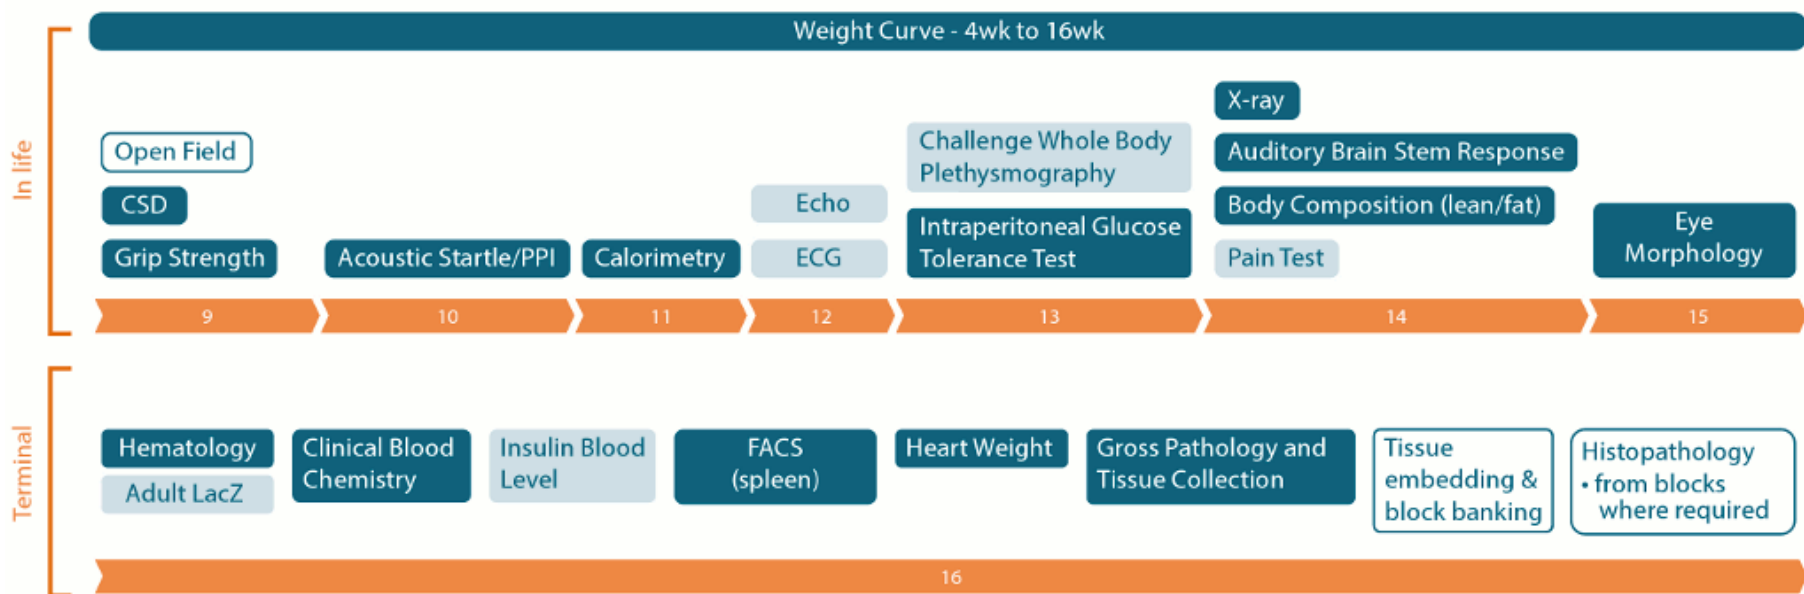 Weight Curve - 4wk to 16wk
In life
Open Field
CSD
Grip Strength
Acoustic Startle/PPI
Calorimetry
Echo
ECG
Challenge Whole Body
Plethysmography
Intraperitoneal Glucose
Tolerance Test
X-ray
Auditory Brain Stem Response
Body Composition (lean/fat)
Pain Test
Eye
Morphology
9
10
11
12
13
14
15
Terminal
Hematology
Adult LacZ
Clinical Blood
Chemistry
Insulin Blood
Level
FACS
(spleen)
Heart Weight
Gross Pathology and
Tissue Collection
Tissue
embedding &
block banking
Histopathology
• from blocks
where required
16